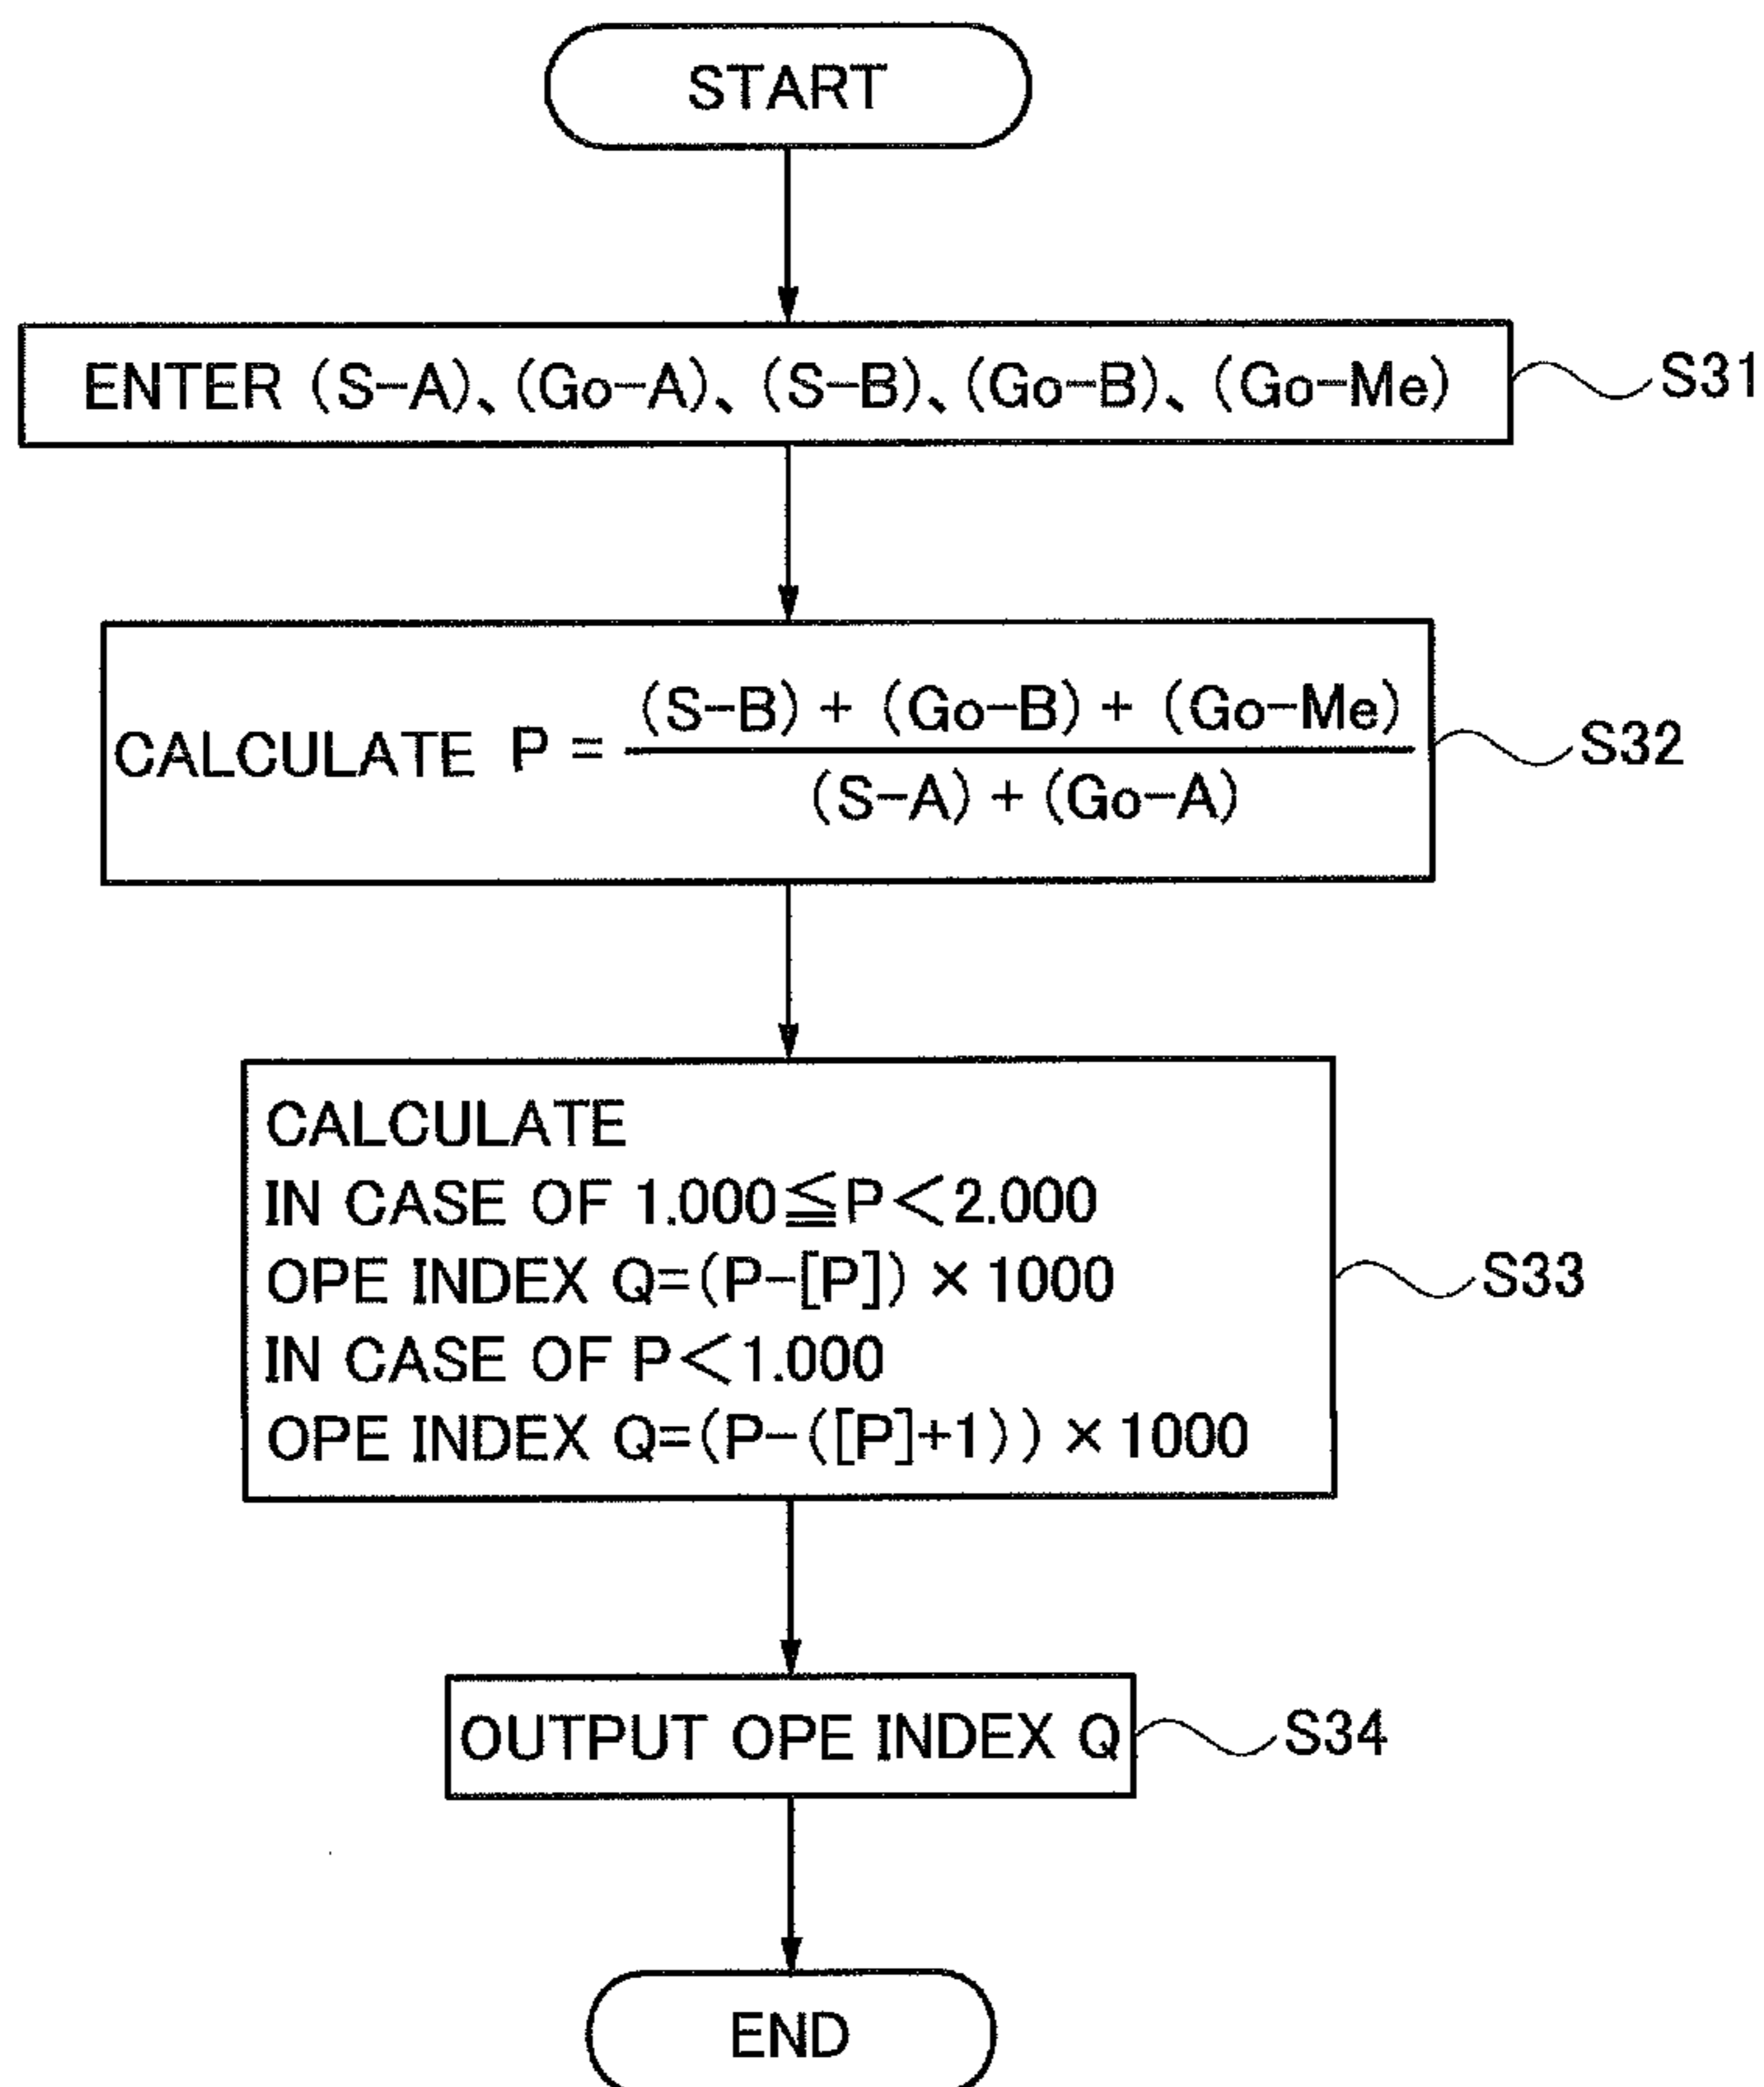 START
ENTER (S-A)、(Go-A)、(S-B)、(Go-B)、(Go-Me)
S31
CALCULATE P = (S-B) + (Go-B) + (Go-Me)
(S-A) + (Go-A)
S32
CALCULATE
IN CASE OF 1.000≦P<2.000
OPE INDEX Q=(P-[P]) × 1000
IN CASE OF P<1.000
OPE INDEX Q=(P-([P]+1)) ×1000
S33
OUTPUT OPE INDEX Q
S34
END